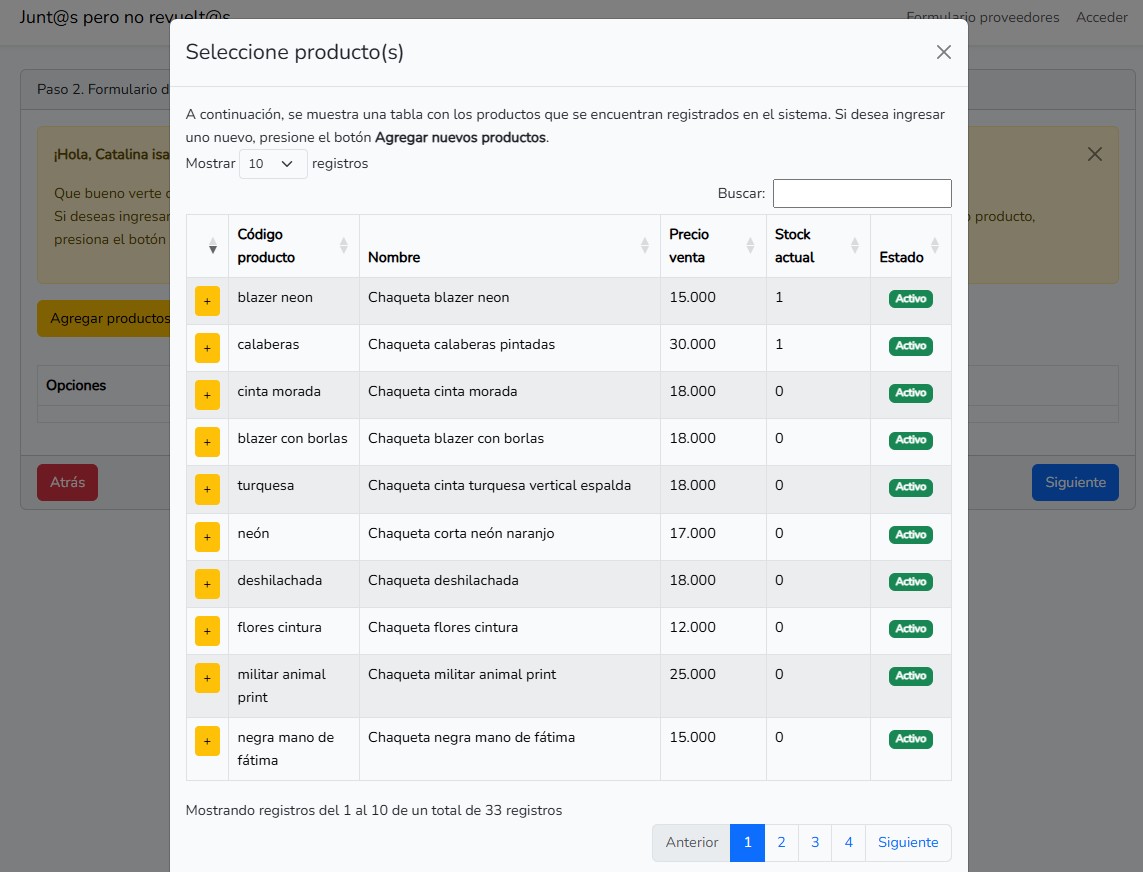 Junt@s pero no revuelt@s
Formulario proveedores Acceder
Seleccione producto(s)
Paso 2. Formulario d
A continuación, se muestra una tabla con los productos que se encuentran registrados en el sistema. Si desea ingresar
uno nuevo, presione el botón Agregar nuevos productos.
Mostrar 10 registros
Buscar:
¡Hola, Catalina isa
Que bueno verte
Si deseas ingresar
producto,
presiona el botón
Agregar productos
Opciones
Atrás
Siguiente
Código producto Nombre Precio venta Stock actual Estado
+ blazer neon Chaqueta blazer neon 15.000 1 Activo
+ calaberas Chaqueta calaberas pintadas 30.000 1 Activo
+ cinta morada Chaqueta cinta morada 18.000 0 Activo
+ blazer con borlas Chaqueta blazer con borlas 18.000 0 Activo
+ turquesa Chaqueta cinta turquesa vertical espalda 18.000 0 Activo
+ neón Chaqueta corta neón naranjo 17.000 0 Activo
+ deshilachada Chaqueta deshilachada 18.000 0 Activo
+ flores cintura Chaqueta flores cintura 12.000 0 Activo
+ militar animal print Chaqueta militar animal print 25.000 0 Activo
+ negra mano de fátima Chaqueta negra mano de fátima 15.000 0 Activo
Mostrando registros del 1 al 10 de un total de 33 registros
Anterior 1 2 3 4 Siguiente